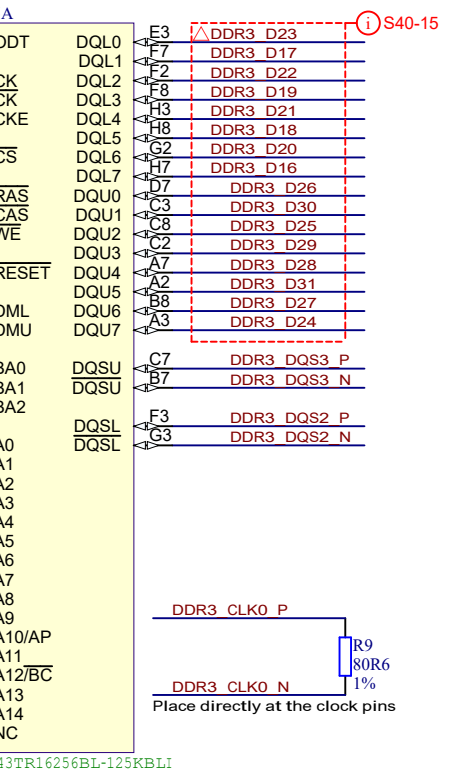 A
E3 DDR3_D23 i S40-15
ODT DQL0
F7 DDR3_D17
DQL1
F2 DDR3_D22
CK DQL2
F8 DDR3_D19
CK DQL3
H3 DDR3_D21
CKE DQL4
H8 DDR3_D18
DQL5
G2 DDR3_D20
CS DQL6
H7 DDR3_D16
DQL7
D7 DDR3_D26
RAS DQU0
C3 DDR3_D30
CAS DQU1
C8 DDR3_D25
WE DQU2
C2 DDR3_D29
DQU3
A7 DDR3_D28
RESET DQU4
A2 DDR3_D31
DQU5
B8 DDR3_D27
DML DQU6
A3 DDR3_D24
DMU DQU7
C7 DDR3_DQS3_P
BA0 DQSU
B7 DDR3_DQS3_N
BA1 DQSU
BA2
F3 DDR3_DQS2_P
DQSL
G3 DDR3_DQS2_N
A0 DQSL
A1
A2
A3
A4
A5
A6
A7
A8
DDR3_CLK0_P
A9
A10/AP
R9
A11
80R6
A12/BC
1%
A13
DDR3_CLK0_N
Place directly at the clock pins
A14
NC
43TR16256BL-125KBLI